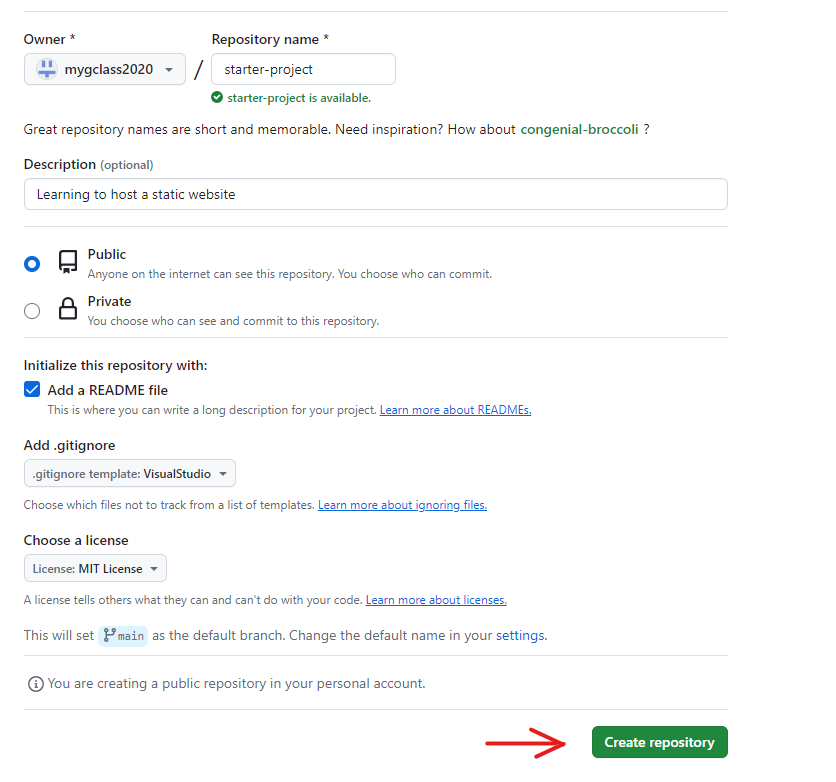 Owner * Repository name *
mygclass2020 / starter-project
starter-project is available.
Great repository names are short and memorable. Need inspiration? How about congenial-broccoli ?
Description (optional)
Learning to host a static website
Public
Anyone on the internet can see this repository. You choose who can commit.
Private
You choose who can see and commit to this repository.
Initialize this repository with:
Add a README file
This is where you can write a long description for your project. Learn more about READMEs.
Add .gitignore
.gitignore template: VisualStudio
Choose which files not to track from a list of templates. Learn more about ignoring files.
Choose a license
License: MIT License
A license tells others what they can and can't do with your code. Learn more about licenses.
This will set main as the default branch. Change the default name in your settings.
You are creating a public repository in your personal account.
Create repository